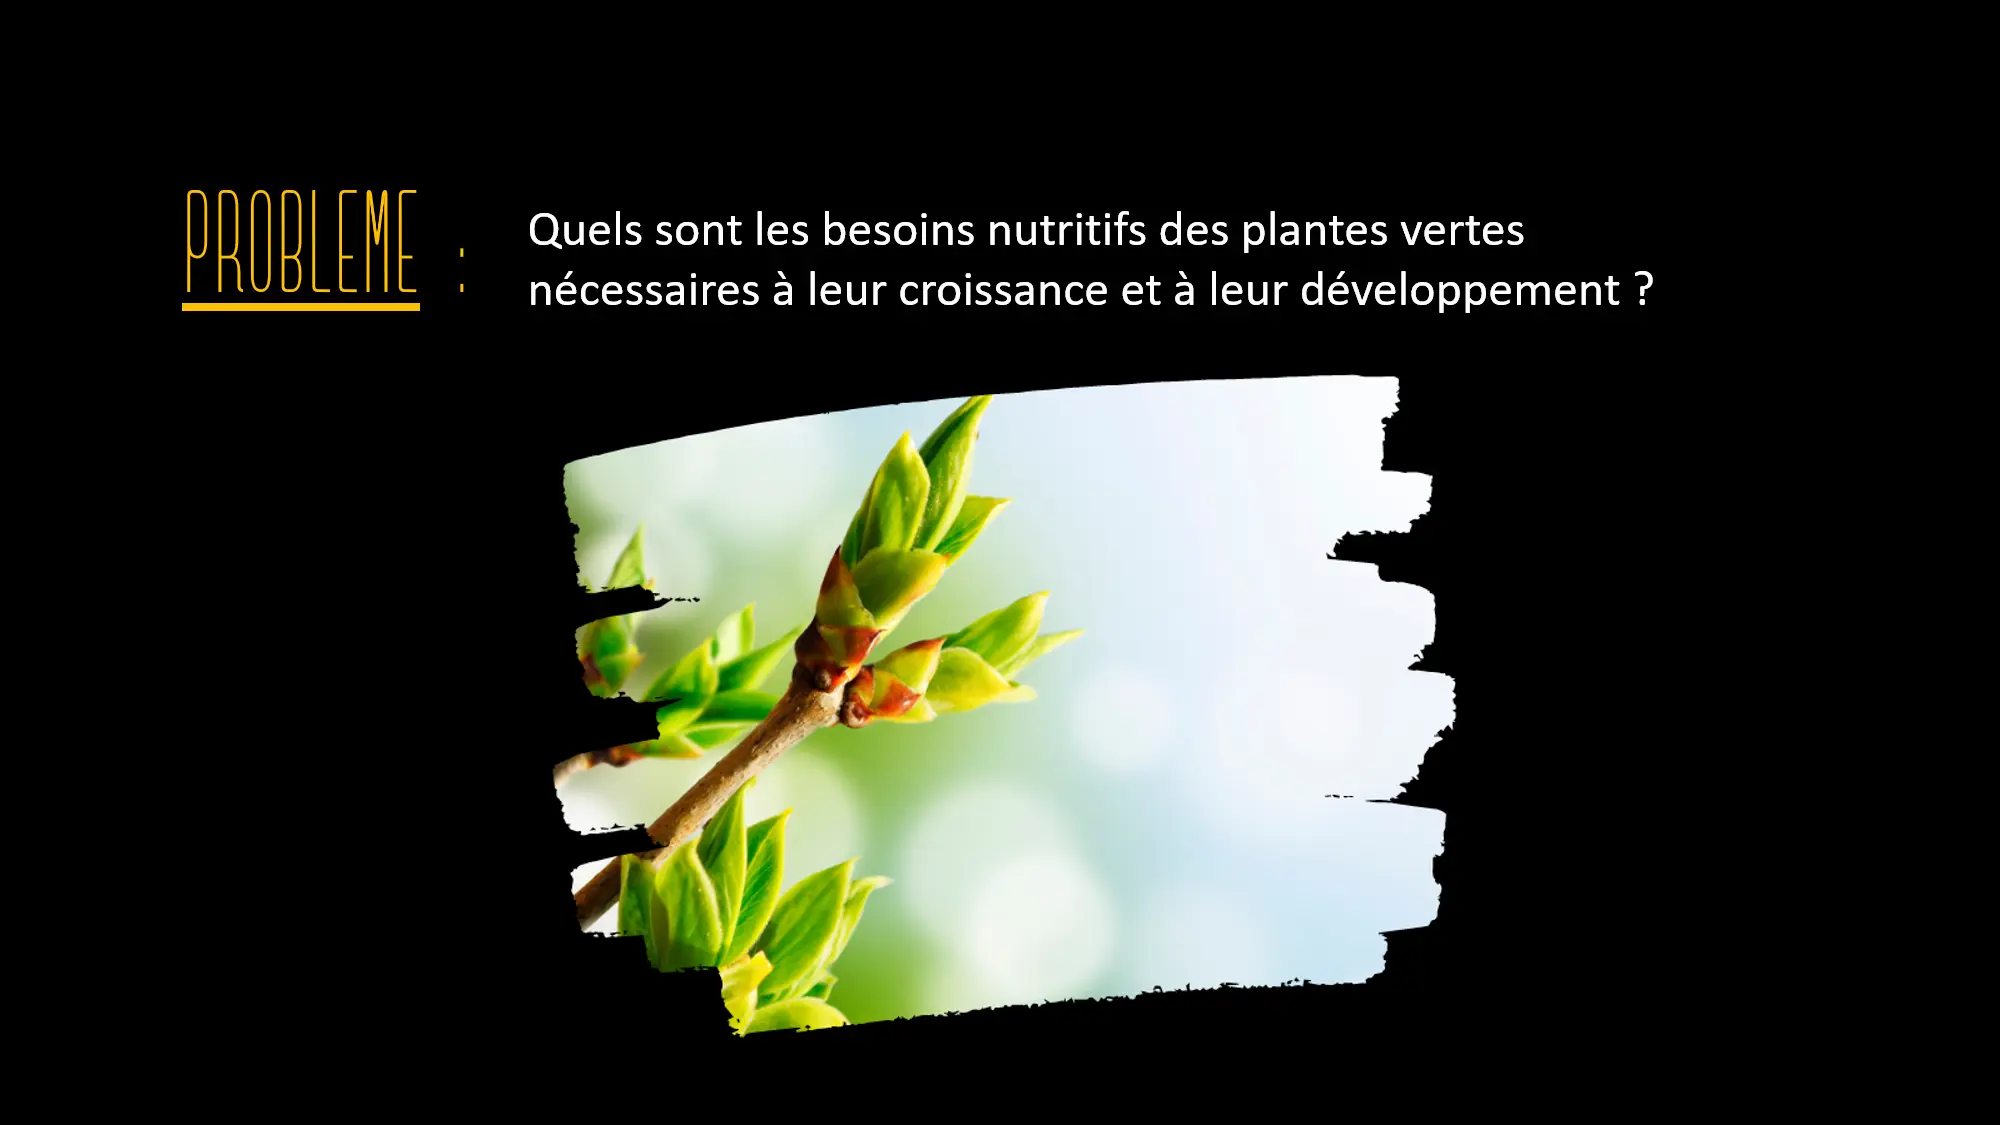 PROBLEME :
Quels sont les besoins nutritifs des plantes vertes
nécessaires à leur croissance et à leur développement ?